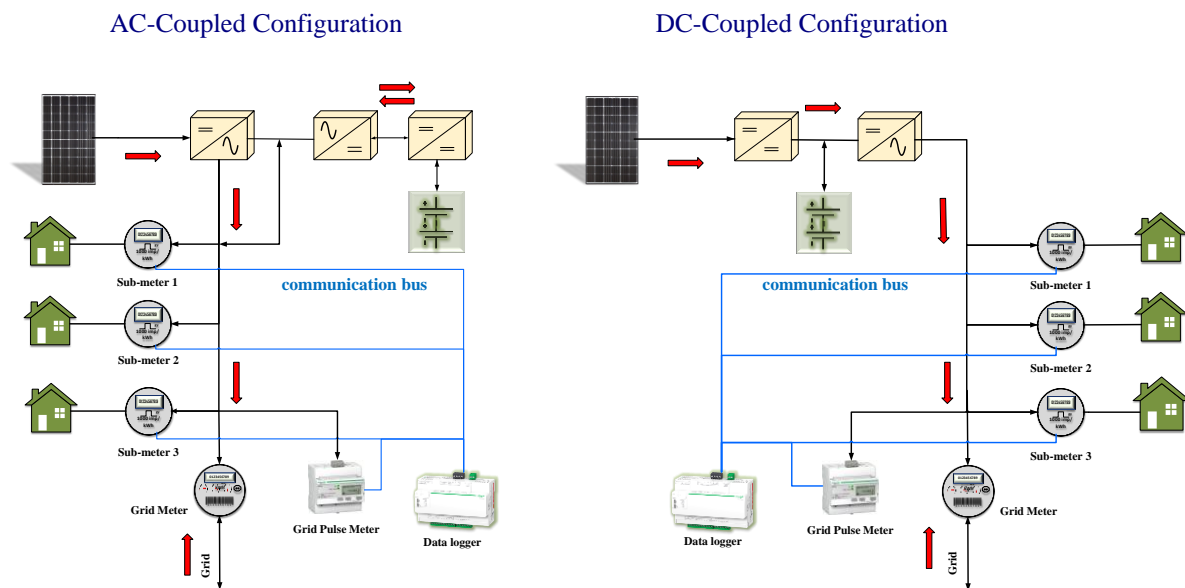 AC-Coupled Configuration
DC-Coupled Configuration
Sub-meter 1
communication bus
Sub-meter 2
Sub-meter 3
Grid Meter
Grid Pulse Meter
Data logger
Grid
communication bus
Sub-meter 1
Sub-meter 2
Sub-meter 3
Data logger
Grid Pulse Meter
Grid Meter
Grid